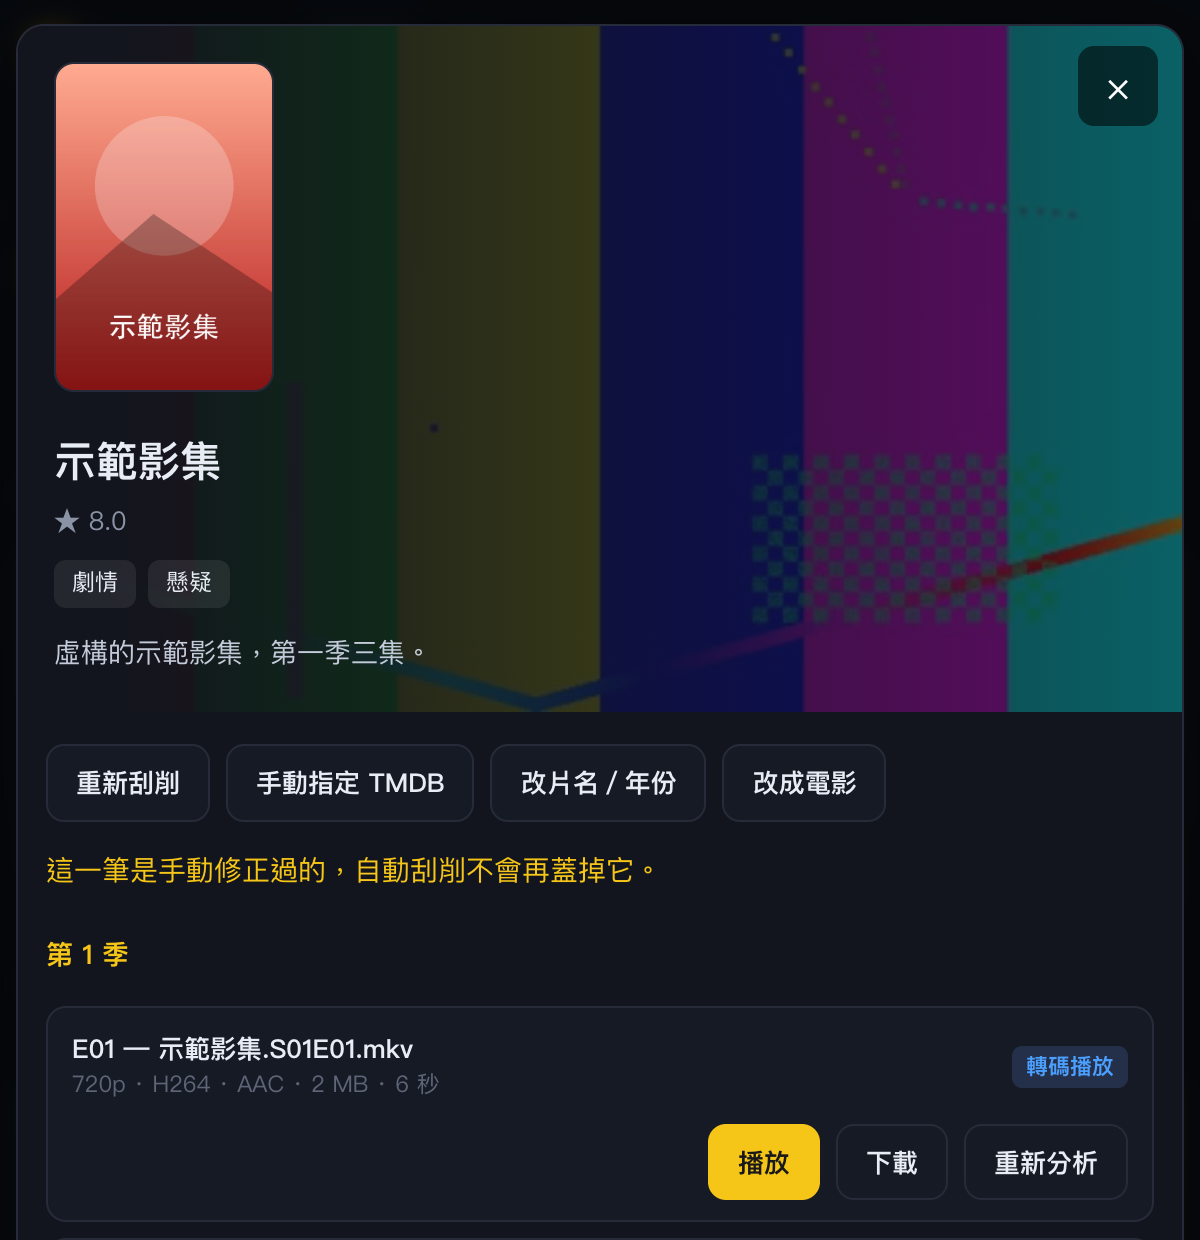 示範影集
示範影集
★ 8.0
劇情 懸疑
虛構的示範影集，第一季三集。
重新刮削 手動指定 TMDB 改片名 / 年份 改成電影
這一筆是手動修正過的，自動刮削不會再蓋掉它。
第 1 季
E01 — 示範影集.S01E01.mkv
720p · H264 · AAC · 2 MB · 6 秒
轉碼播放
播放 下載 重新分析